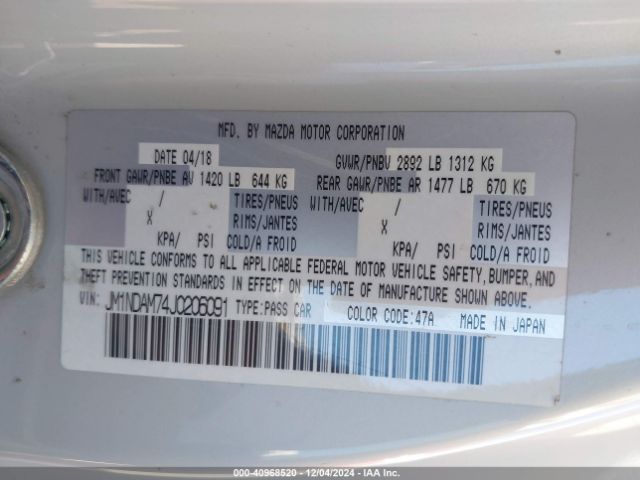 MFD. BY MAZDA MOTOR CORPORATION
DATE 04/18 GVWR/PNBV 2892 LB 1312 KG
FRONT GAWR/PNBE AV 1420 LB 644 KG REAR GAWR/PNBE AR 1477 LB 670 KG
WITH/AVEC / TIRES/PNEUS WITH/AVEC / TIRES/PNEUS
X RIMS/JANTES X RIMS/JANTES
KPA/ PSI COLD/A FROID KPA/ PSI COLD/A FROID
THIS VEHICLE CONFORMS TO ALL APPLICABLE FEDERAL MOTOR VEHICLE SAFETY, BUMPER, AND
THEFT PREVENTION STANDARDS IN EFFECT ON THE DATE OF MANUFACTURE SHOWN ABOVE.
VIN: JM1NDAM74J0206091 TYPE: PASS CAR COLOR CODE: 47A MADE IN JAPAN
000-40968520 - 12/04/2024 - IAA Inc.